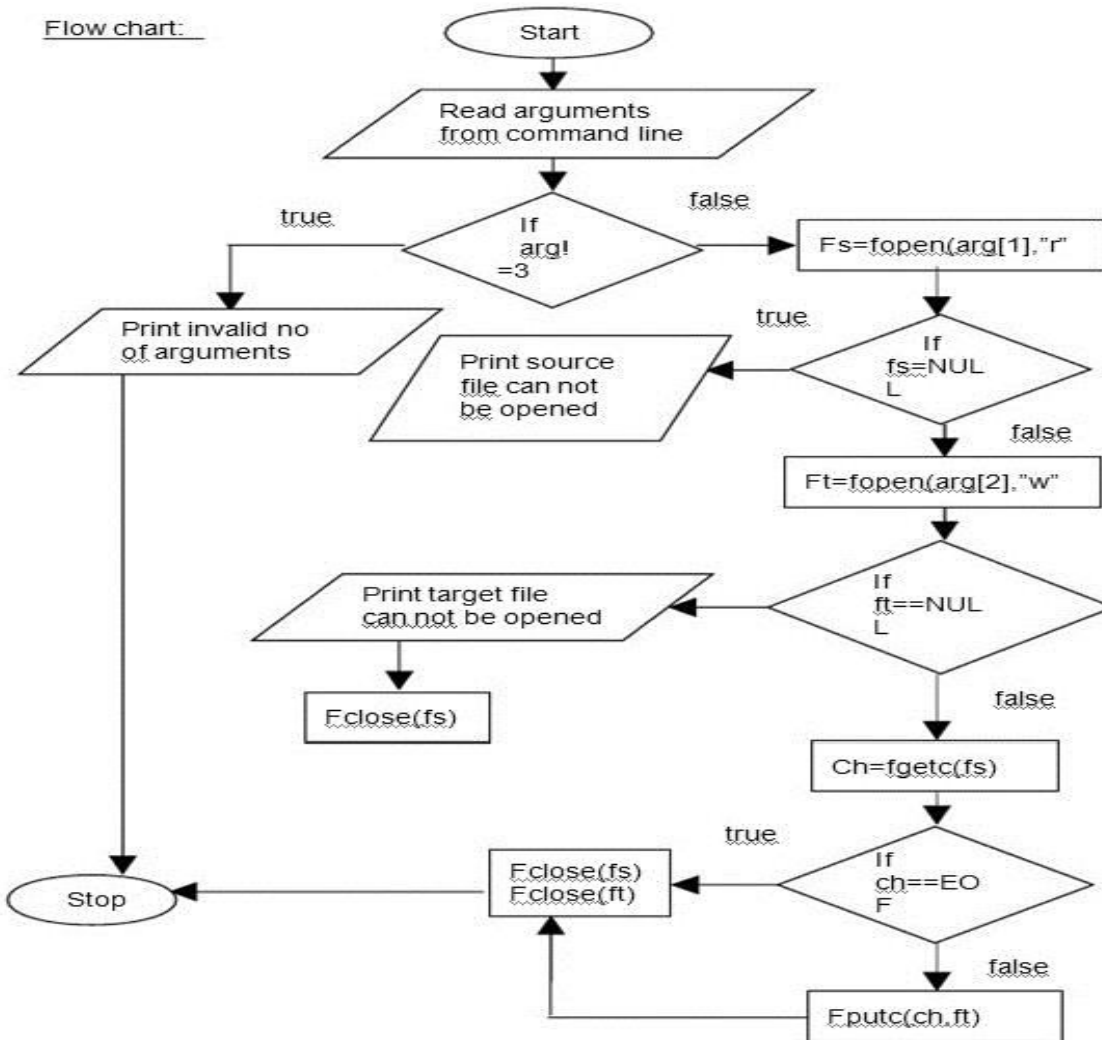 Flow chart:
Start
Read arguments
from command line
true
false
If
arg!
=3
Fs=fopen(arg[1],"r"
Print invalid no
of arguments
true
If
fs=NUL
L
Print source
file can not
be opened
false
Ft=fopen(arg[2],"w"
If
ft==NUL
L
Print target file
can not be opened
Fclose(fs)
false
Ch=fgetc(fs)
true
If
ch==EO
F
Fclose(fs)
Fclose(ft)
Stop
false
Fputc(ch,ft)